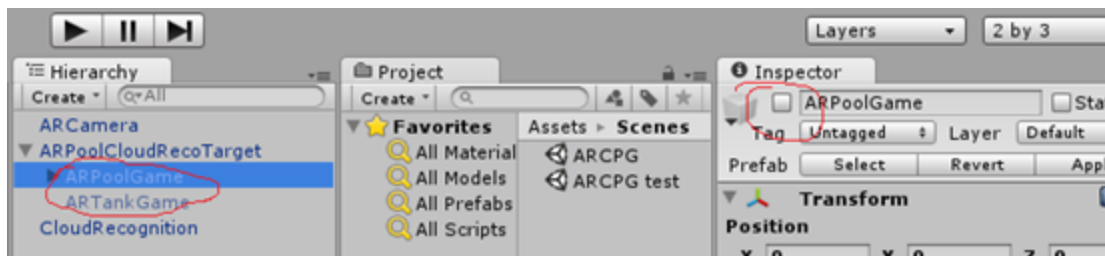 Layers
2 by 3
Hierarchy
Create
All
ARCamera
ARPoolCloudRecoTarget
ARPoolGame
ARTankGame
CloudRecognition
Project
Create
Favorites
All Material
All Models
All Prefabs
All Scripts
Assets Scenes
ARCPG
ARCPG test
Inspector
ARPoolGame
Sta
Tag Untagged Layer Default
Prefab Select Revert Appl
Transform
Position
X 0 Y 0 Z 0